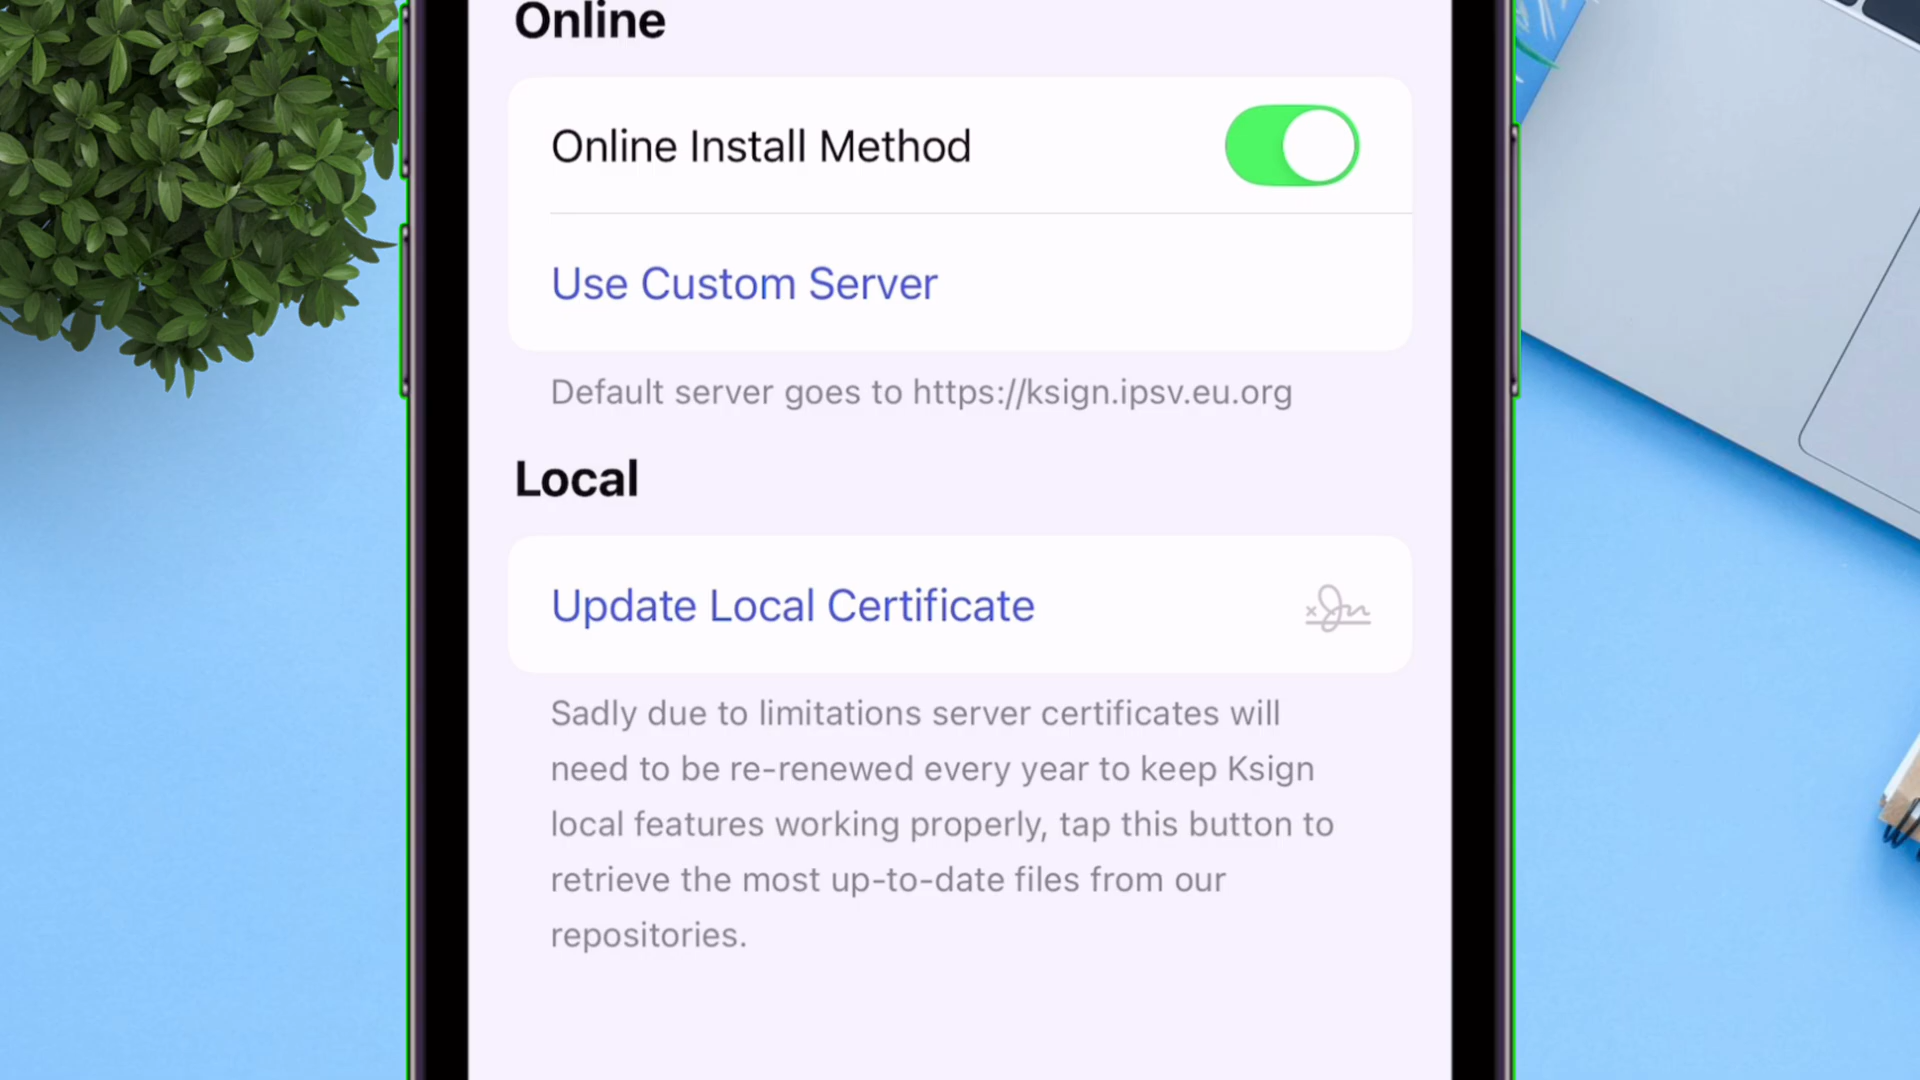 Online
Online Install Method
Use Custom Server
Default server goes to https://ksign.ipsv.eu.org
Local
Update Local Certificate
Sadly due to limitations server certificates will
need to be re-renewed every year to keep Ksign
local features working properly, tap this button to
retrieve the most up-to-date files from our
repositories.